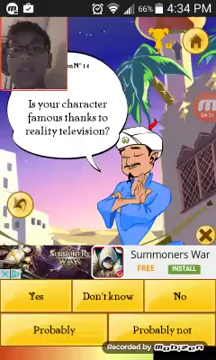 66% 4:34 PM
N° 14
Is your character
famous thanks to
reality television?
Summoners War
FREE INSTALL
Yes
Don't know
No
Probably
Probably not
Recorded by Mobizen